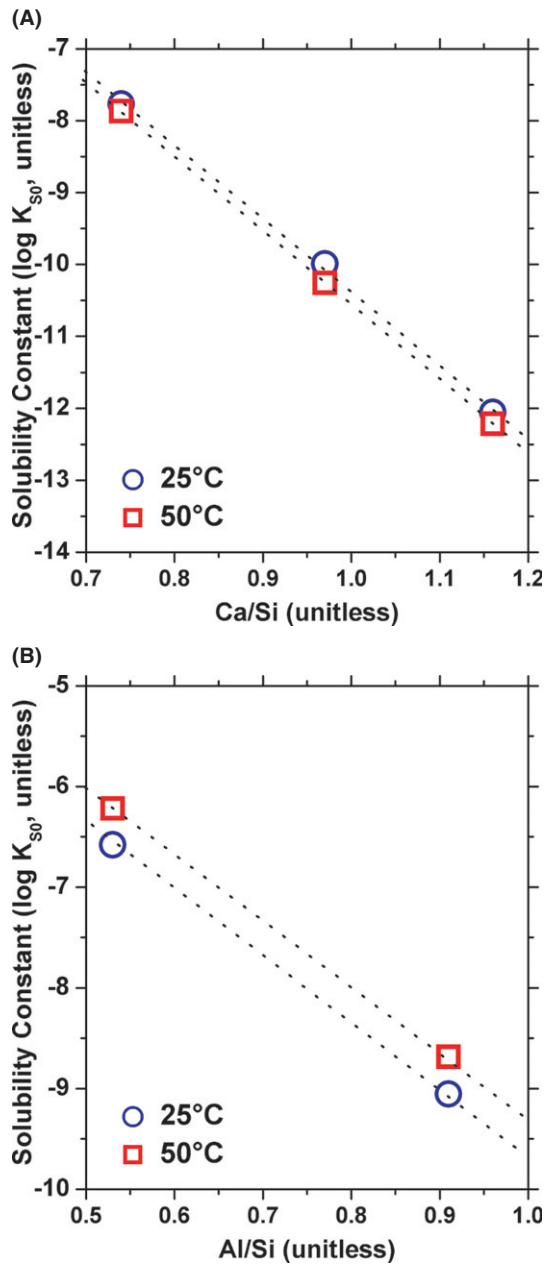 (A)
Solubility Constant (log K_S0, unitless)
-7
-8
-9
-10
-11
-12
-13
-14
25°C
50°C
0.7 0.8 0.9 1.0 1.1 1.2
Ca/Si (unitless)
(B)
Solubility Constant (log K_S0, unitless)
-5
-6
-7
-8
-9
-10
25°C
50°C
0.5 0.6 0.7 0.8 0.9 1.0
Al/Si (unitless)